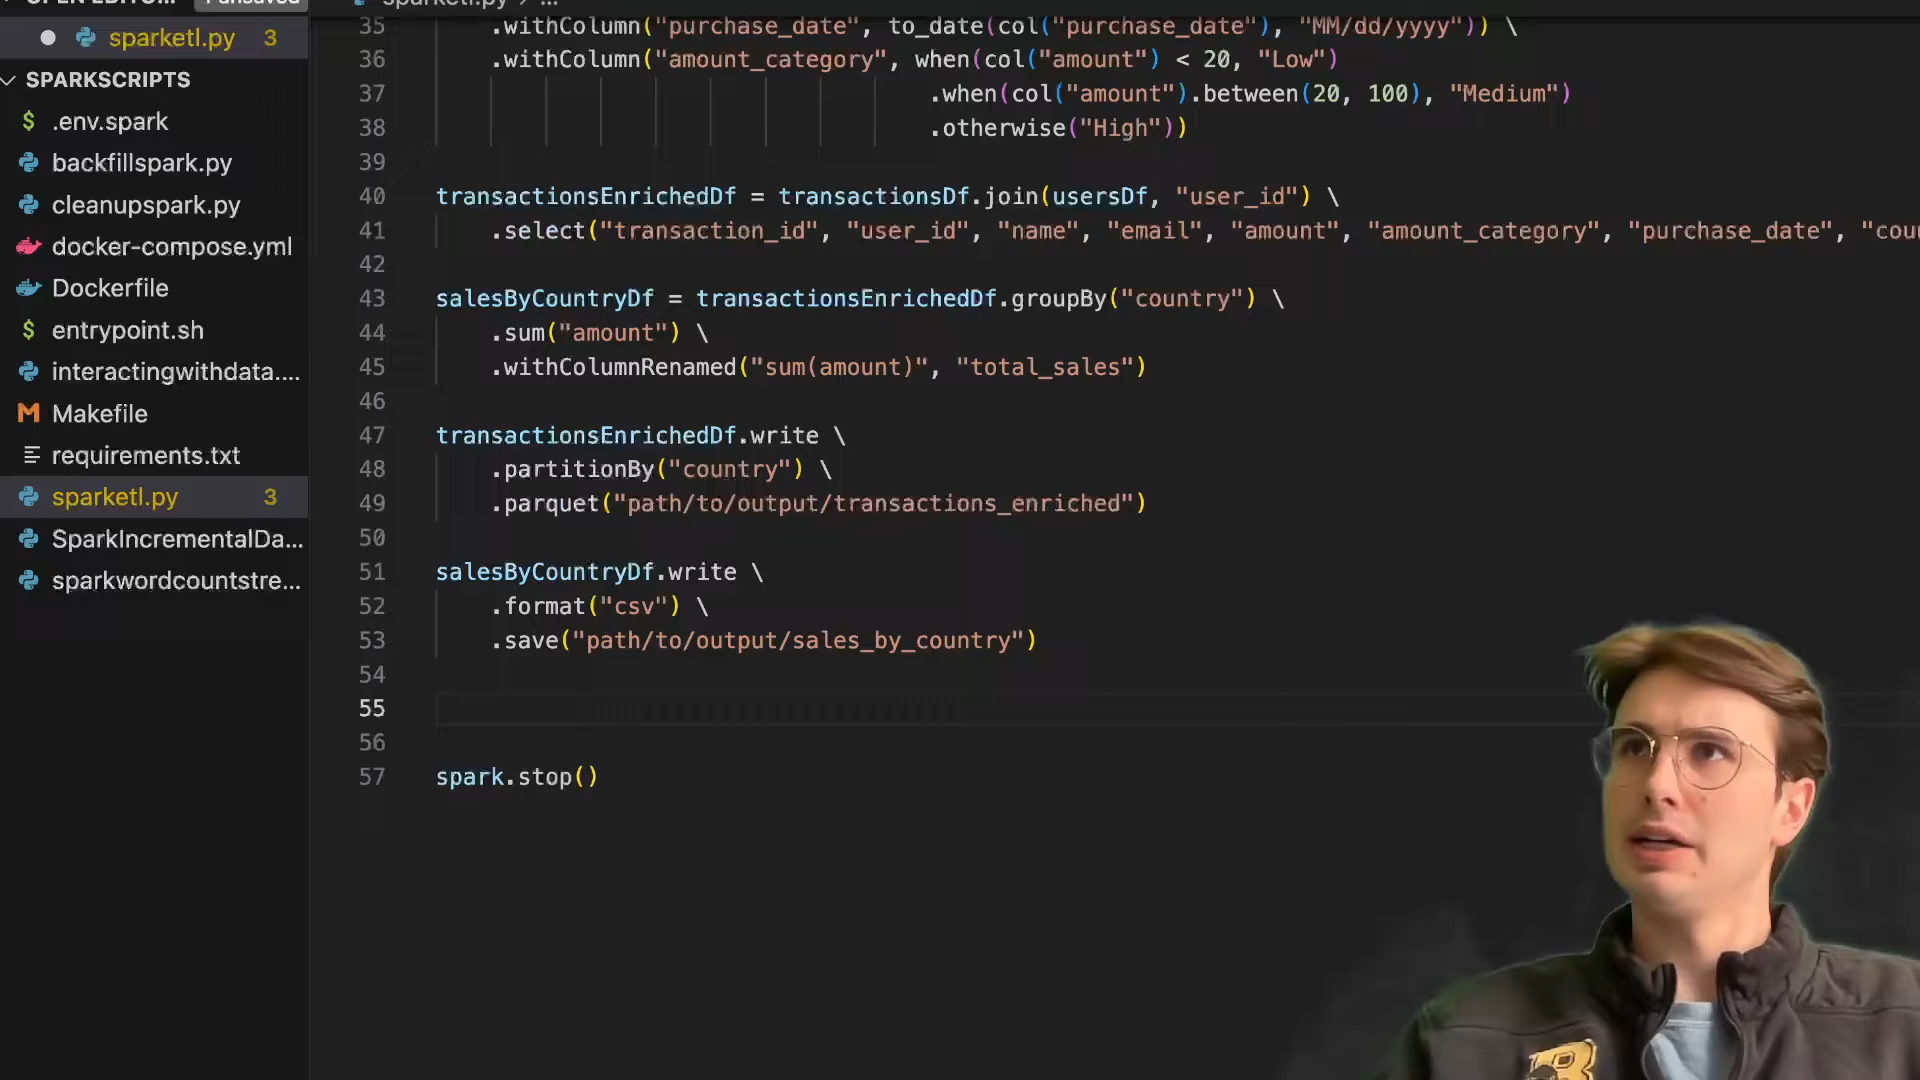 sparketl.py 3
SPARKSCRIPTS
.env.spark
backfillspark.py
cleanupspark.py
docker-compose.yml
Dockerfile
entrypoint.sh
interactingwithdata....
Makefile
requirements.txt
sparketl.py 3
SparkIncrementalDa...
sparkwordcountstre...
35 .withColumn("purchase_date", to_date(col("purchase_date"), "MM/dd/yyyy")) \
36 .withColumn("amount_category", when(col("amount") < 20, "Low")
37 .when(col("amount").between(20, 100), "Medium")
38 .otherwise("High"))
39
40 transactionsEnrichedDf = transactionsDf.join(usersDf, "user_id") \
41 .select("transaction_id", "user_id", "name", "email", "amount", "amount_category", "purchase_date", "cou
42
43 salesByCountryDf = transactionsEnrichedDf.groupBy("country") \
44 .sum("amount") \
45 .withColumnRenamed("sum(amount)", "total_sales")
46
47 transactionsEnrichedDf.write \
48 .partitionBy("country") \
49 .parquet("path/to/output/transactions_enriched")
50
51 salesByCountryDf.write \
52 .format("csv") \
53 .save("path/to/output/sales_by_country")
54
55
56
57 spark.stop()